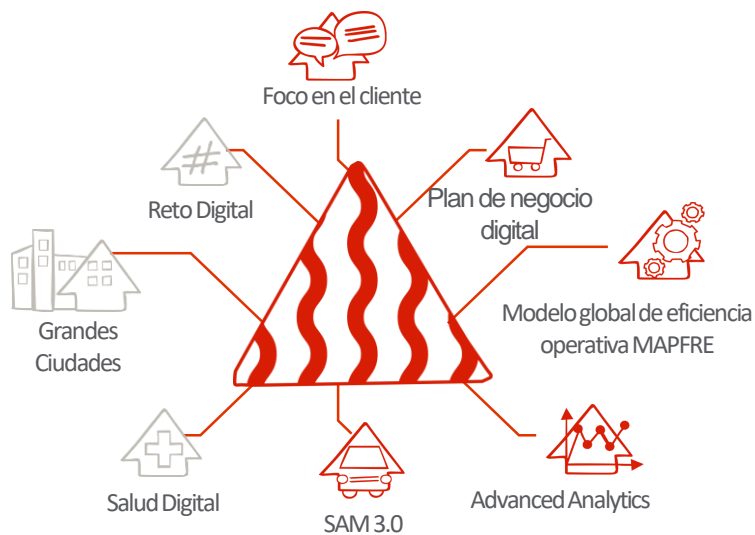 Foco en el cliente
Reto Digital
Plan de negocio
digital
Grandes
Ciudades
Modelo global de eficiencia
operativa MAPFRE
Salud Digital
SAM 3.0
Advanced Analytics